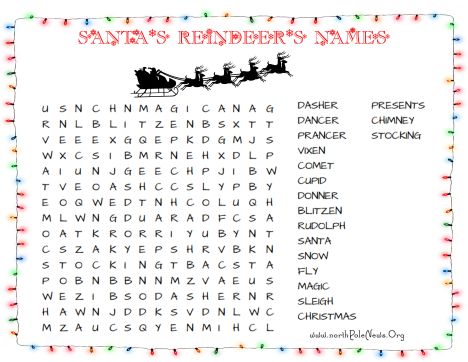 SANTA'S REINDEER'S NAMES
U S N C H N M A G I C A N A G
R N L B L I T Z E N B S X T T
V E E E X G Q E P K D G M J S
W X C S I B M R N E H X D L P
A I U N J G E E C H P J I B W
T V E O A S H C C S L Y P B Y
E O Q W E D T N H C O L U Q H
M L W N G D U A R A D F C S A
O A T K R O R R I Y U B Y N T
C S Z A K Y E P S H R V B K N
S T O C K I N G T B A C S T A
P O B N B B N N M Z V A E U S
W E Z I B S O D A S H E R N R
H A W N J D D K S V D N L W C
M Z A U C S Q Y E N M I H C L
DASHER
DANCER
PRANCER
VIXEN
COMET
CUPID
DONNER
BLITZEN
RUDOLPH
SANTA
SNOW
FLY
MAGIC
SLEIGH
CHRISTMAS
PRESENTS
CHIMNEY
STOCKING
www.northPoleNews.Org